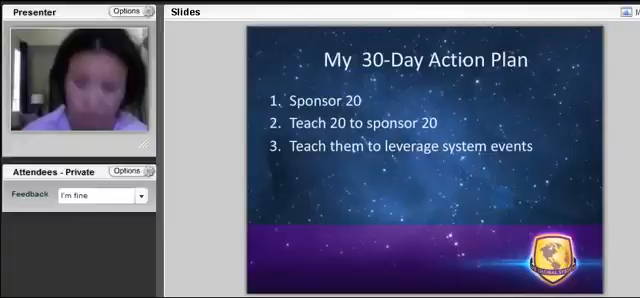 Presenter
Options
Slides
My 30-Day Action Plan
1. Sponsor 20
2. Teach 20 to sponsor 20
3. Teach them to leverage system events
Attendees - Private
Options
Feedback
I'm fine
GLOBAL